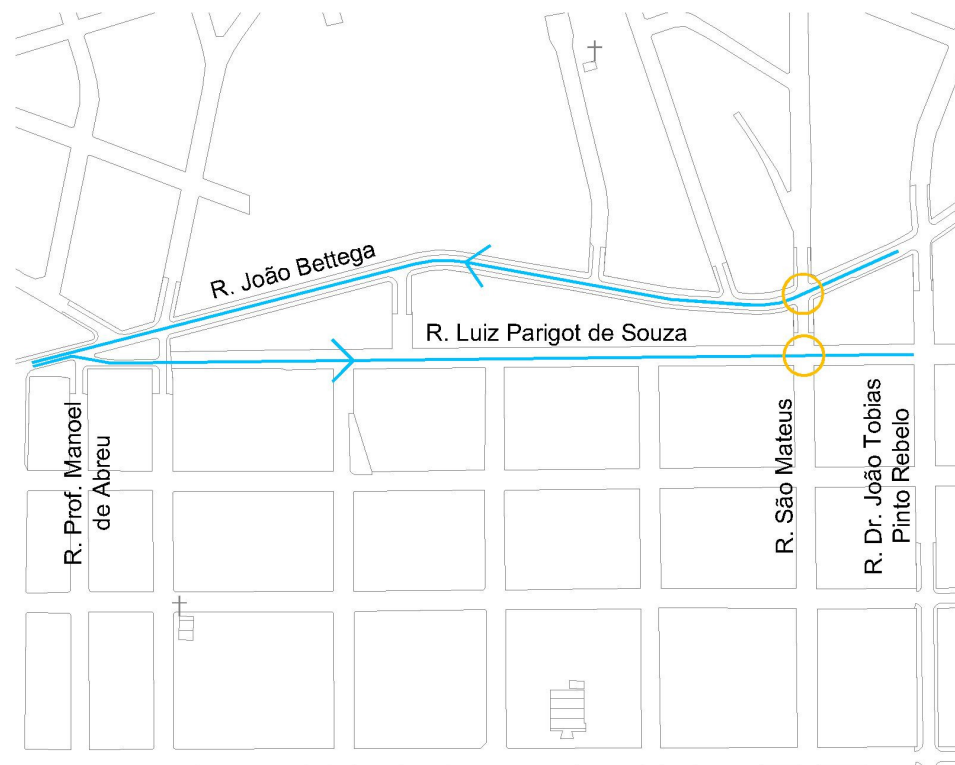 R. João Bettega
R. Luiz Parigot de Souza
R. Prof. Manoel
de Abreu
R. São Mateus
R. Dr. João Tobias
Pinto Rebelo